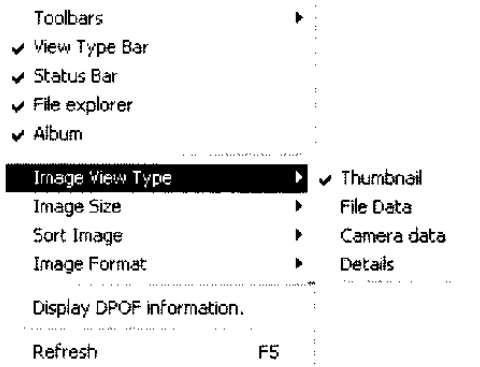 Toolbars
View Type Bar
Status Bar
File explorer
Album
Image View Type
Thumbnail
Image Size
File Data
Sort Image
Camera data
Image Format
Details
Display DPOF information.
Refresh F5